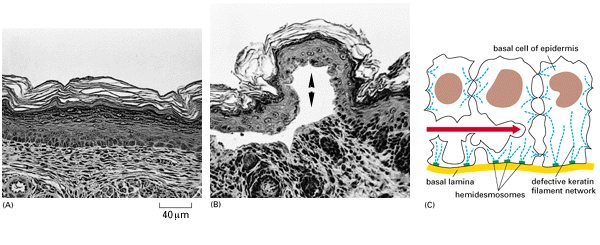 basal cell of epidermis
basal lamina
hemidesmosomes
defective keratin
filament network
(A)
40 μm
(B)
(C)